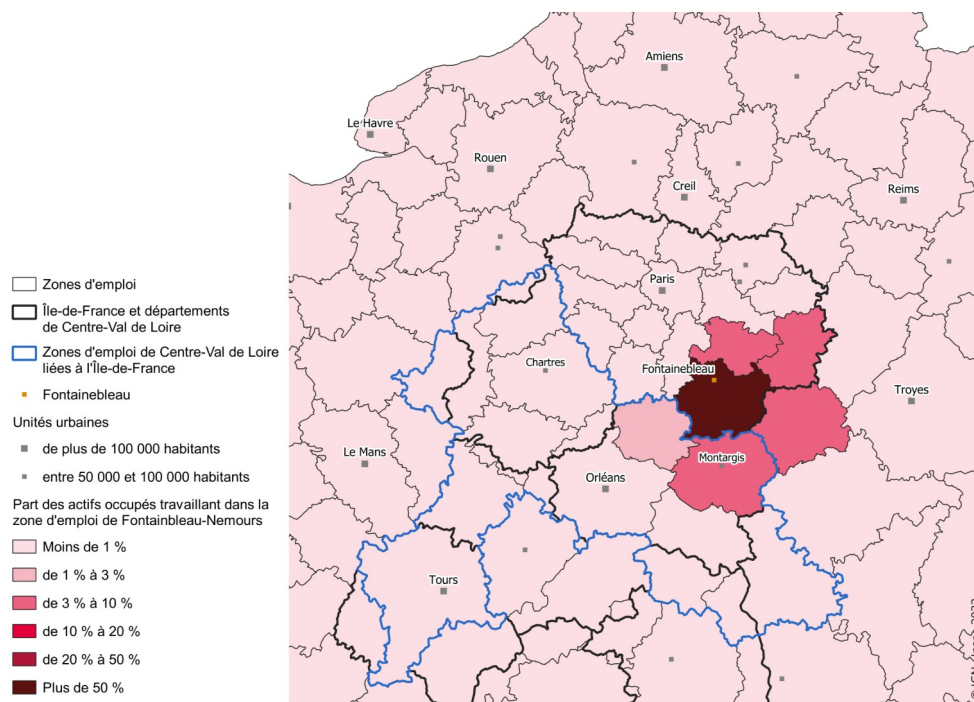 Amiens
Le Havre
Rouen
Creil
Reims
Paris
Chartres
Fontainebleau
Troyes
Le Mans
Montargis
Orléans
Tours
Zones d'emploi
Île-de-France et départements
de Centre-Val de Loire
Zones d'emploi de Centre-Val de Loire
liées à l'Île-de-France
Fontainebleau
Unités urbaines
de plus de 100 000 habitants
entre 50 000 et 100 000 habitants
Part des actifs occupés travaillant dans la
zone d'emploi de Fontainbleau-Nemours
Moins de 1 %
de 1 % à 3 %
de 3 % à 10 %
de 10 % à 20 %
de 20 % à 50 %
Plus de 50 %